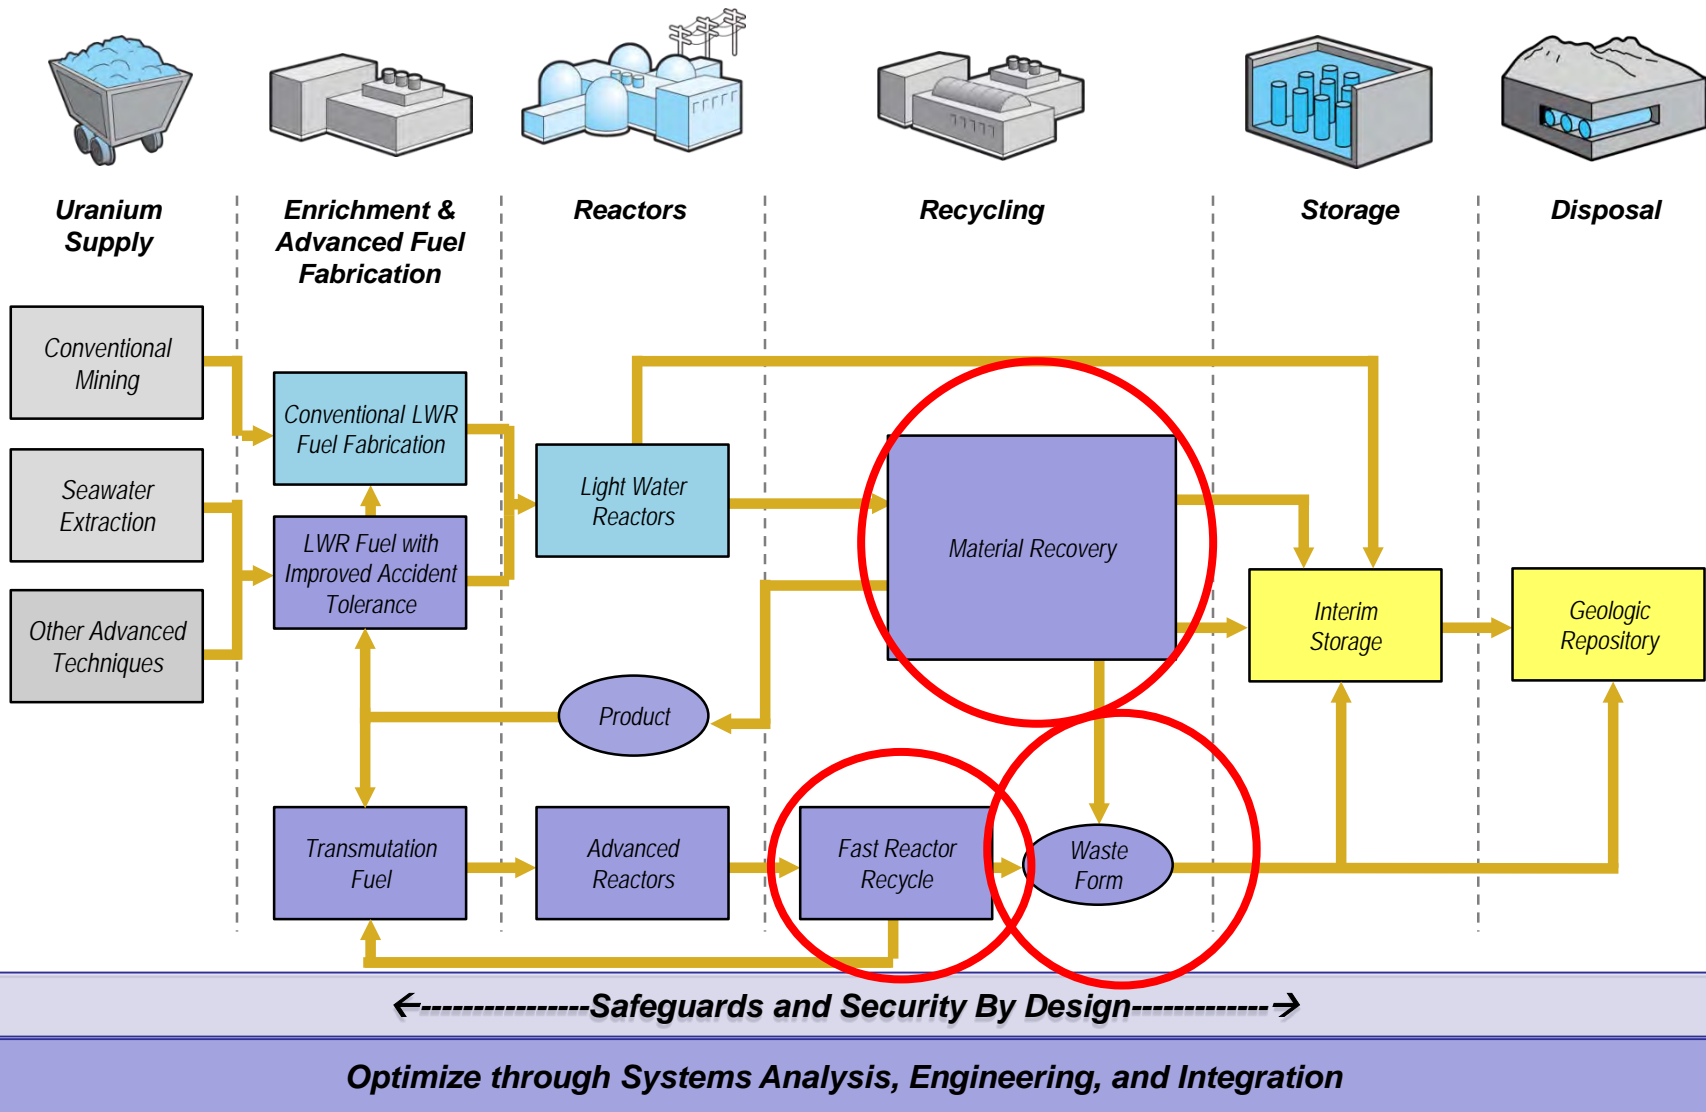 Uranium
Supply
Enrichment &
Advanced Fuel
Fabrication
Reactors
Recycling
Storage
Disposal
Conventional
Mining
Seawater
Extraction
Other Advanced
Techniques
Conventional LWR
Fuel Fabrication
LWR Fuel with
Improved Accident
Tolerance
Light Water
Reactors
Material Recovery
Interim
Storage
Geologic
Repository
Product
Transmutation
Fuel
Advanced
Reactors
Fast Reactor
Recycle
Waste
Form
←---------------Safeguards and Security By Design------------→
Optimize through Systems Analysis, Engineering, and Integration